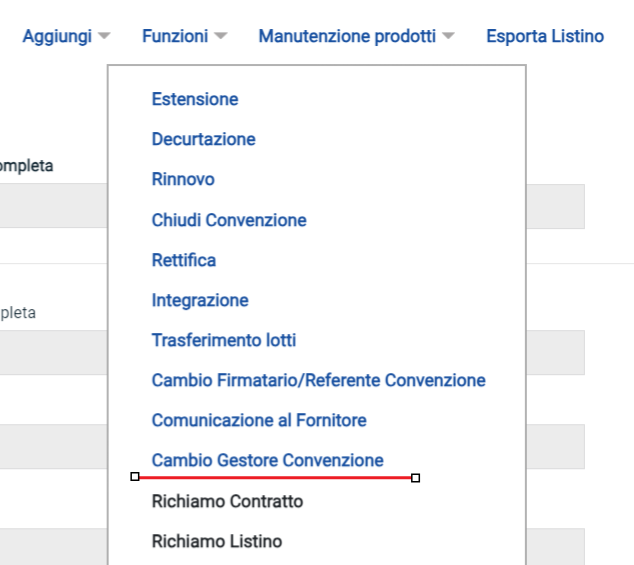 Aggiungi Funzioni Manutenzione prodotti Esporta Listino
Estensione
Decurtazione
ompleta
Rinnovo
Chiudi Convenzione
Rettifica
Integrazione
pleta
Trasferimento lotti
Cambio Firmatario/Referente Convenzione
Comunicazione al Fornitore
Cambio Gestore Convenzione
Richiamo Contratto
Richiamo Listino